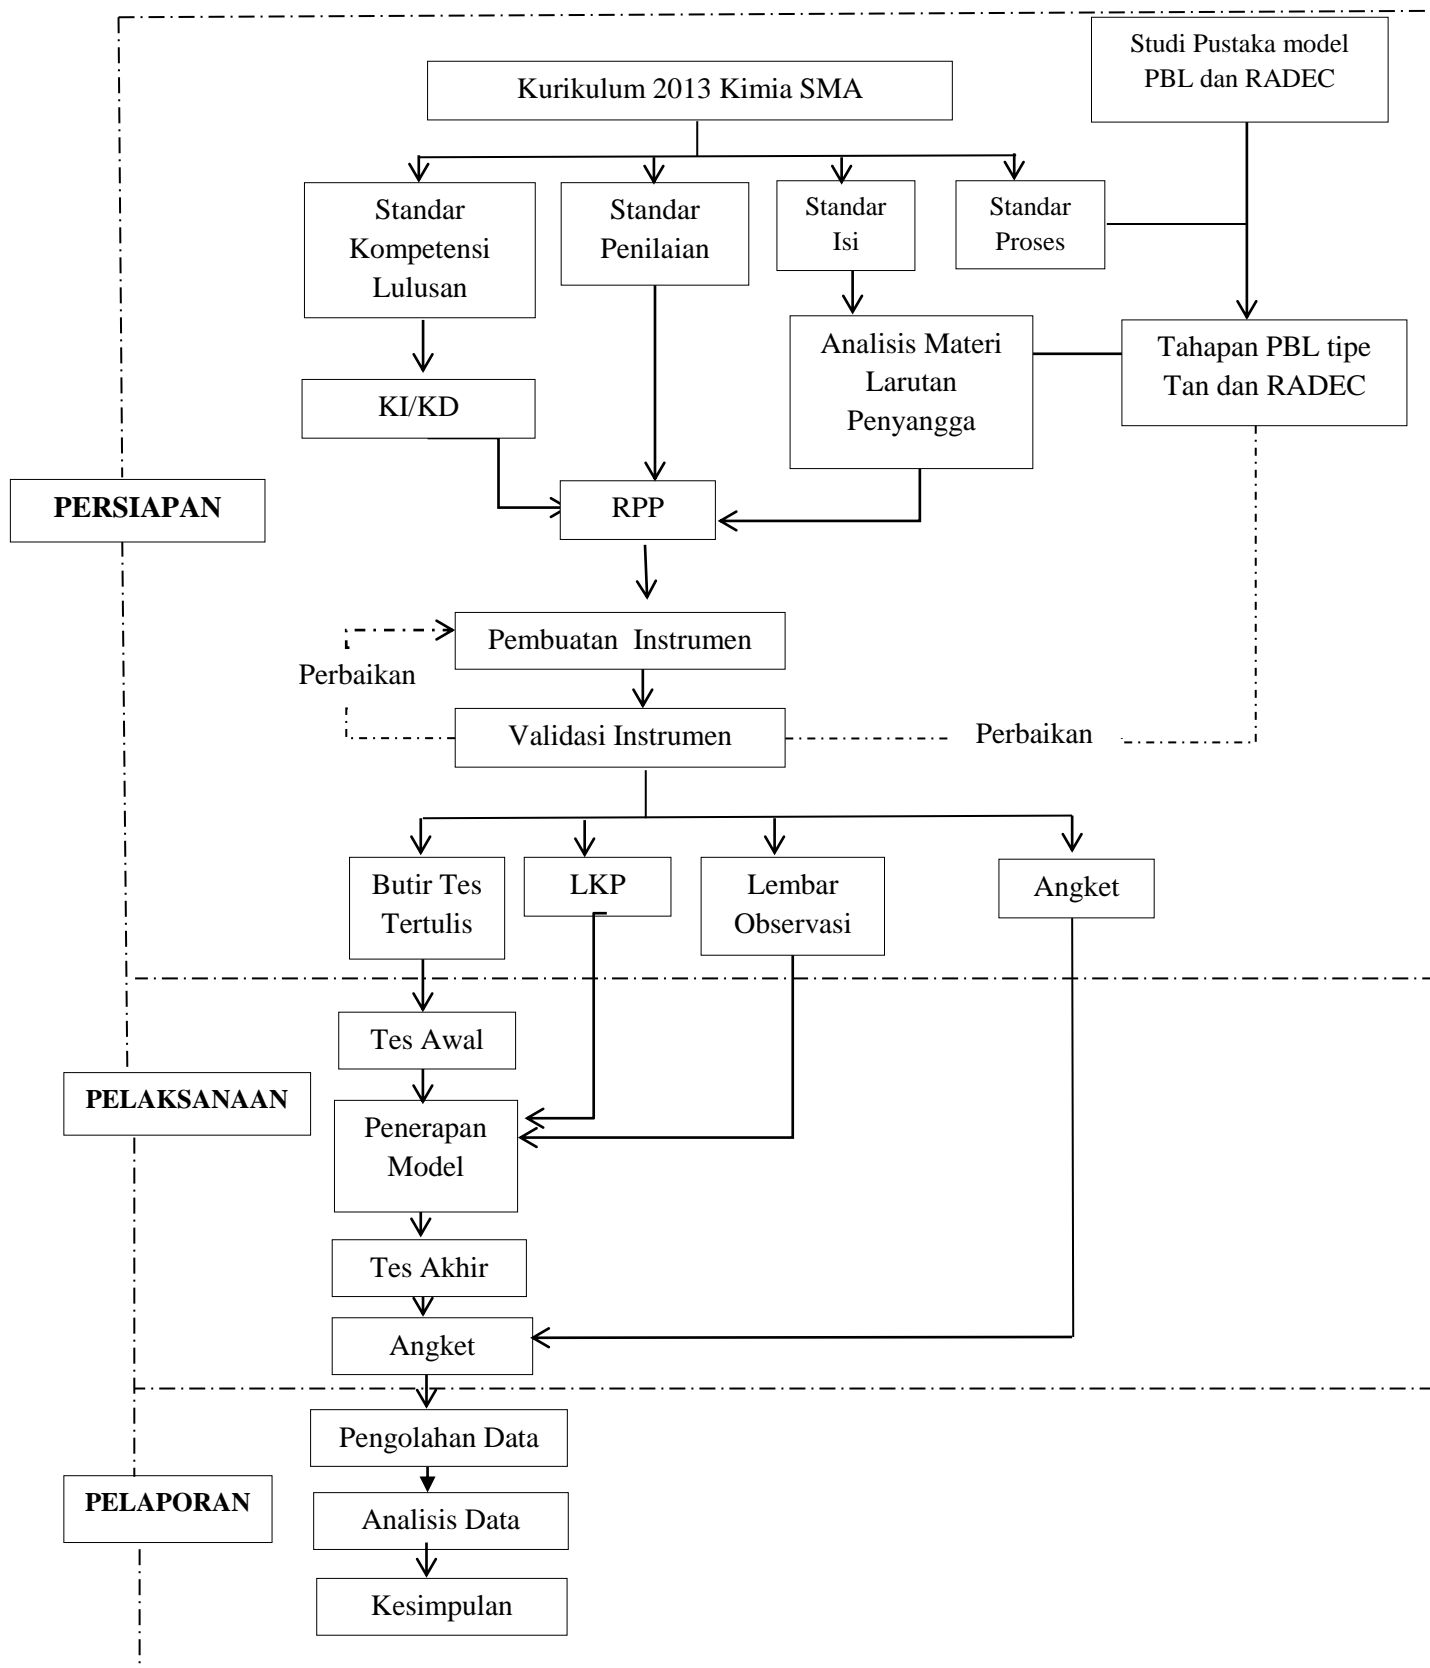 Studi Pustaka model
PBL dan RADEC
Kurikulum 2013 Kimia SMA
Standar
Kompetensi
Lulusan
Standar
Penilaian
Standar
Isi
Standar
Proses
Analisis Materi
Larutan
Penyangga
Tahapan PBL tipe
Tan dan RADEC
KI/KD
PERSIAPAN
RPP
Pembuatan Instrumen
Perbaikan
Validasi Instrumen
Perbaikan
Butir Tes
Tertulis
LKP
Lembar
Observasi
Angket
Tes Awal
PELAKSANAAN
Penerapan
Model
Tes Akhir
Angket
Pengolahan Data
PELAPORAN
Analisis Data
Kesimpulan